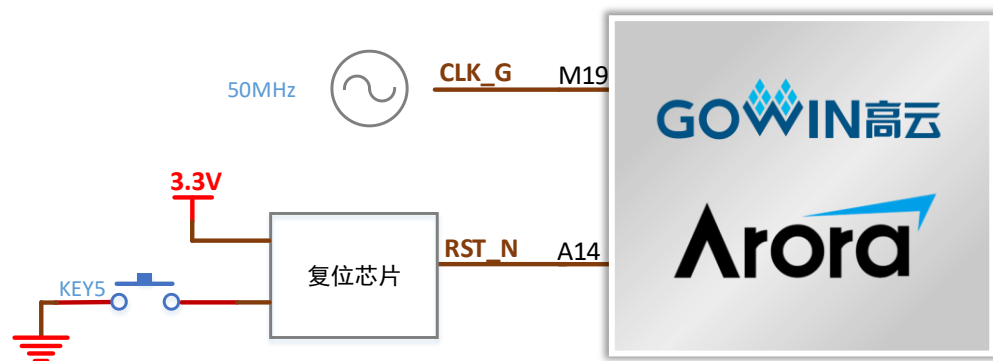 CLK_G
M19
50MHz
GOWIN高云
3.3V
Arora
RST_N
A14
复位芯片
KEY5